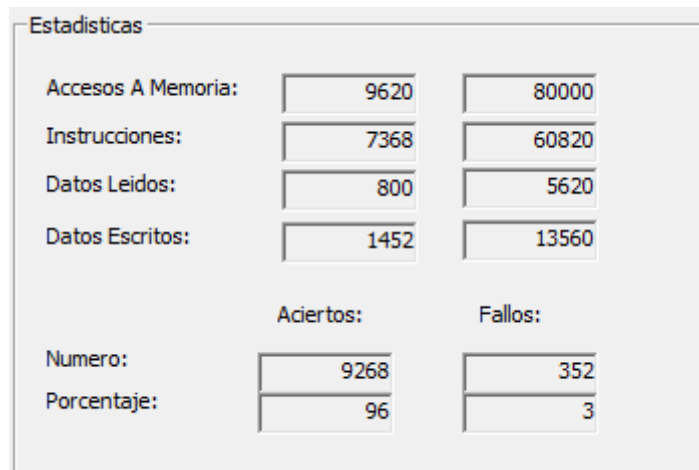 Estadisticas
Accesos A Memoria: 9620 80000
Instrucciones: 7368 60820
Datos Leidos: 800 5620
Datos Escritos: 1452 13560
Aciertos: Fallos:
Numero: 9268 352
Porcentaje: 96 3